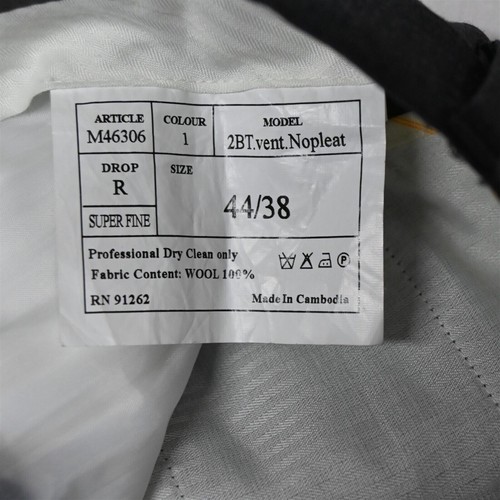 ARTICLE COLOUR MODEL
M46306 1 2BT.vent.Nopleat
DROP SIZE
R 44/38
SUPER FINE
Professional Dry Clean only
Fabric Content: WOOL 100%
RN 91262 Made In Cambodia